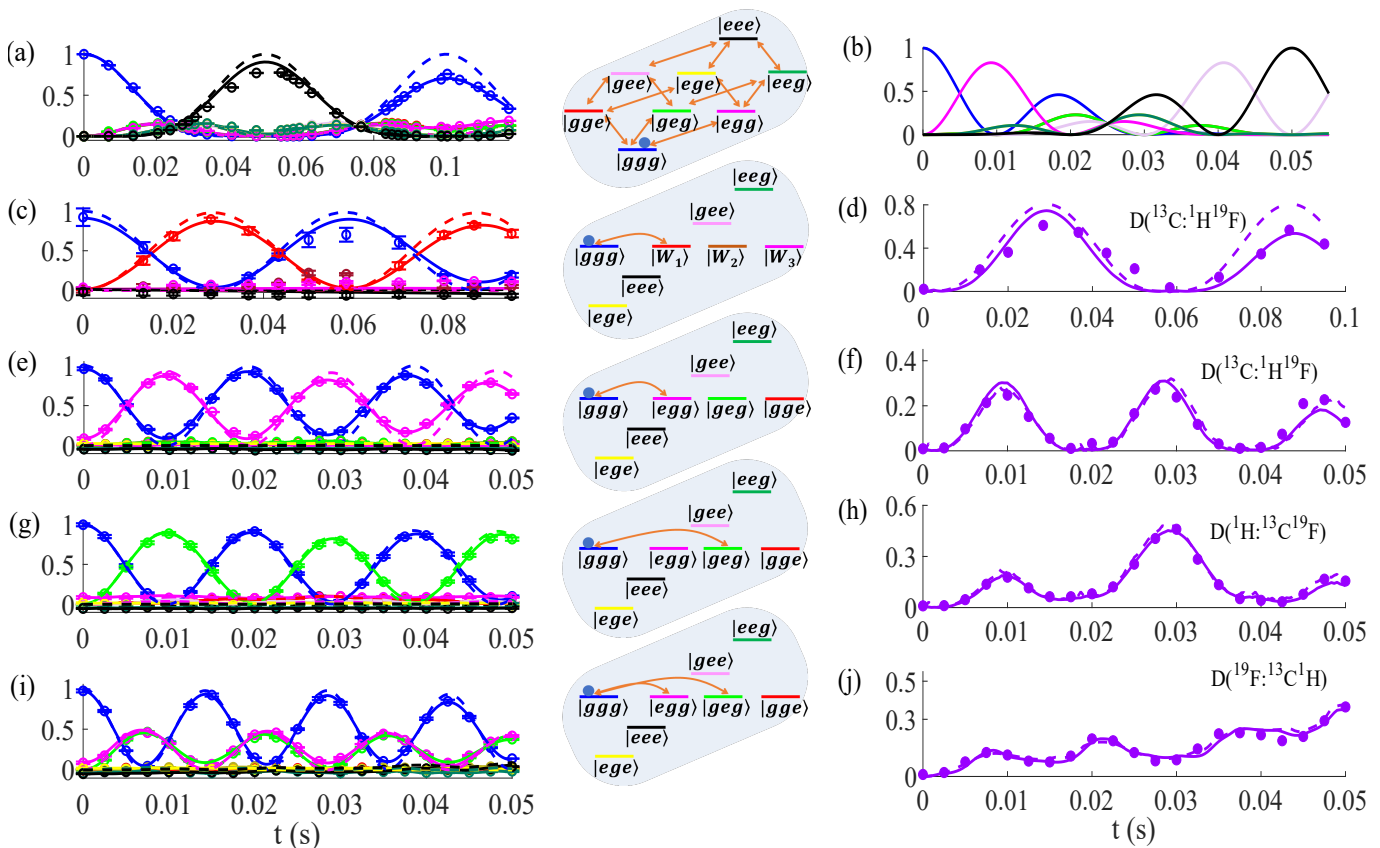 (a)
1
0.5
0
0
0.02
0.04
0.06
0.08
0.1
|eee⟩
|gee⟩
|ege⟩
|eeg⟩
|gge⟩
|geg⟩
|egg⟩
|ggg⟩
(b)
1
0.5
0
0
0.01
0.02
0.03
0.04
0.05
(c)
1
0.5
0
0
0.02
0.04
0.06
0.08
|eeg⟩
|gee⟩
|ggg⟩ |W₁⟩ |W₂⟩ |W₃⟩
|eee⟩
|ege⟩
(d)
D(¹³C:¹H¹⁹F)
0.8
0.4
0
0
0.02
0.04
0.06
0.08
0.1
(e)
1
0.5
0
0
0.01
0.02
0.03
0.04
0.05
|eeg⟩
|gee⟩
|ggg⟩ |egg⟩ |geg⟩ |gge⟩
|eee⟩
|ege⟩
(f)
D(¹³C:¹H¹⁹F)
0.4
0.2
0
0
0.01
0.02
0.03
0.04
0.05
(g)
1
0.5
0
0
0.01
0.02
0.03
0.04
0.05
|eeg⟩
|gee⟩
|ggg⟩ |egg⟩ |geg⟩ |gge⟩
|eee⟩
|ege⟩
(h)
D(¹H:¹³C¹⁹F)
0.6
0.3
0
0
0.01
0.02
0.03
0.04
0.05
(i)
1
0.5
0
0
0.01
0.02
0.03
0.04
0.05
t (s)
|eeg⟩
|gee⟩
|ggg⟩ |egg⟩ |geg⟩ |gge⟩
|eee⟩
|ege⟩
(j)
D(¹⁹F:¹³C¹H)
0.5
0.3
0
0
0.01
0.02
0.03
0.04
0.05
t (s)